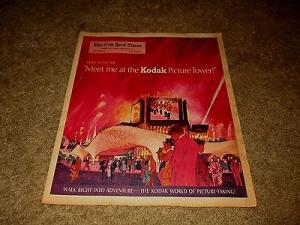 The New York Times
"Meet me at the Kodak Picture Tower!"
WALK RIGHT INTO ADVENTURE—THE KODAK WORLD OF PICTURE-TAKING!